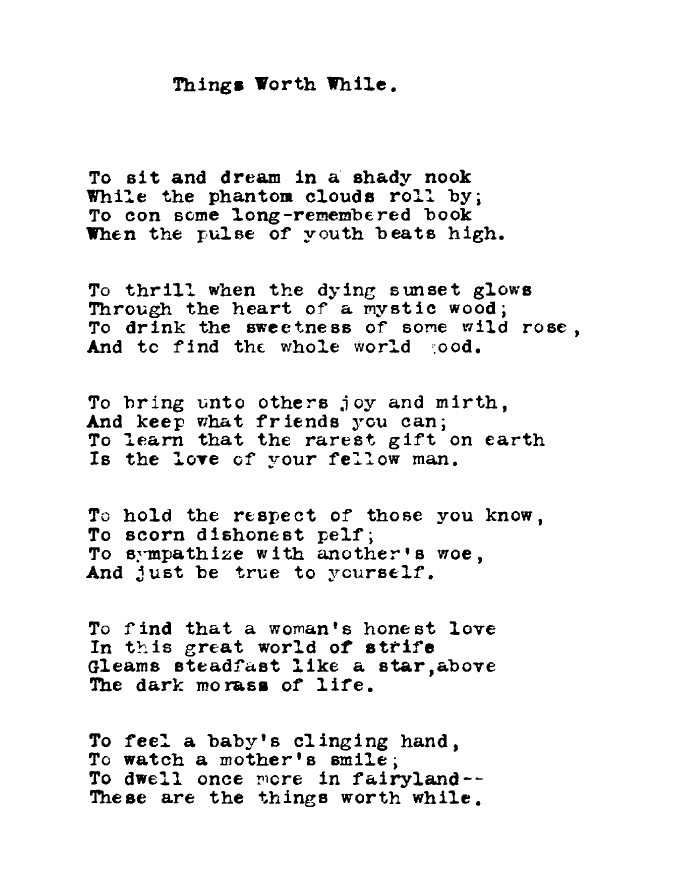 Things Worth While.

To sit and dream in a shady nook
While the phantom clouds roll by;
To con some long-remembered book
When the pulse of youth beats high.

To thrill when the dying sunset glows
Through the heart of a mystic wood;
To drink the sweetness of some wild rose,
And to find the whole world good.

To bring unto others joy and mirth,
And keep what friends you can;
To learn that the rarest gift on earth
Is the love of your fellow man.

To hold the respect of those you know,
To scorn dishonest pelf;
To sympathize with another's woe,
And just be true to yourself.

To find that a woman's honest love
In this great world of strife
Gleams steadfast like a star,above
The dark morass of life.

To feel a baby's clinging hand,
To watch a mother's smile;
To dwell once more in fairyland--
These are the things worth while.